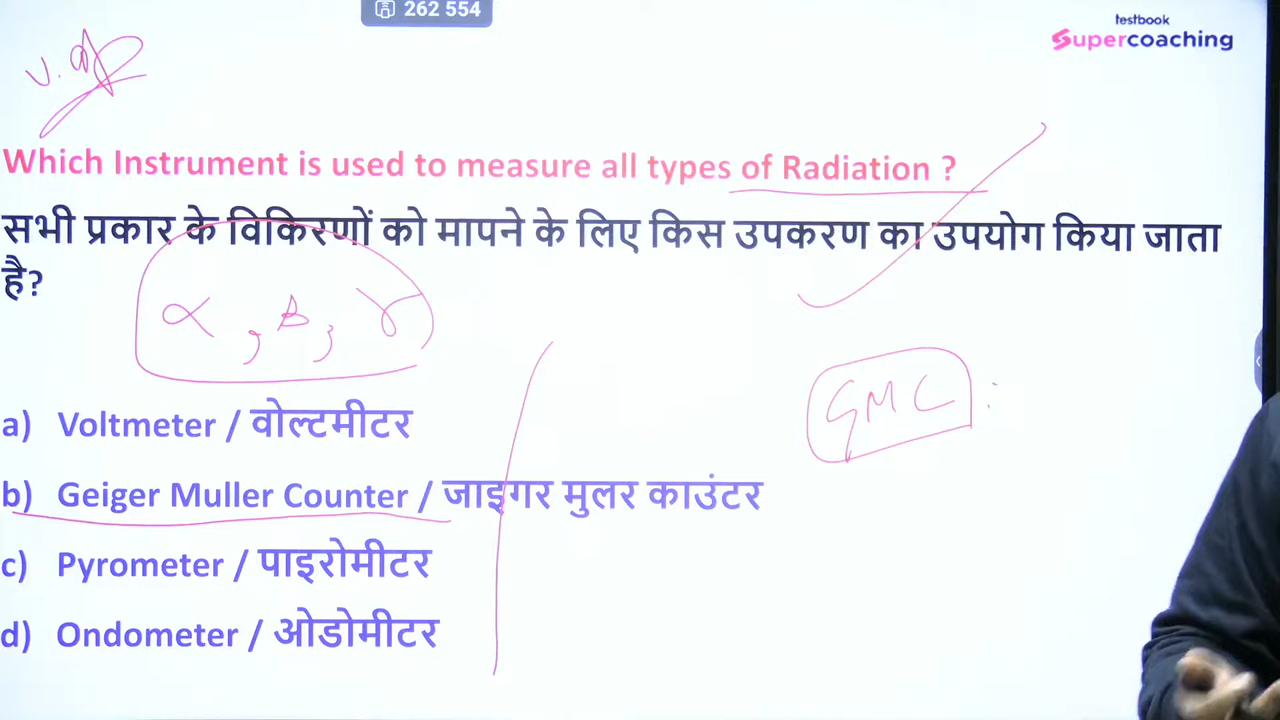 262 554
testbook
Supercoaching
Which Instrument is used to measure all types of Radiation ?
सभी प्रकार के विकिरणों को मापने के लिए किस उपकरण का उपयोग किया जाता
है?
α , β , γ
GMC :
a) Voltmeter / वोल्टमीटर
b) Geiger Muller Counter / जाइगर मुलर काउंटर
c) Pyrometer / पाइरोमीटर
d) Ondometer / ओडोमीटर